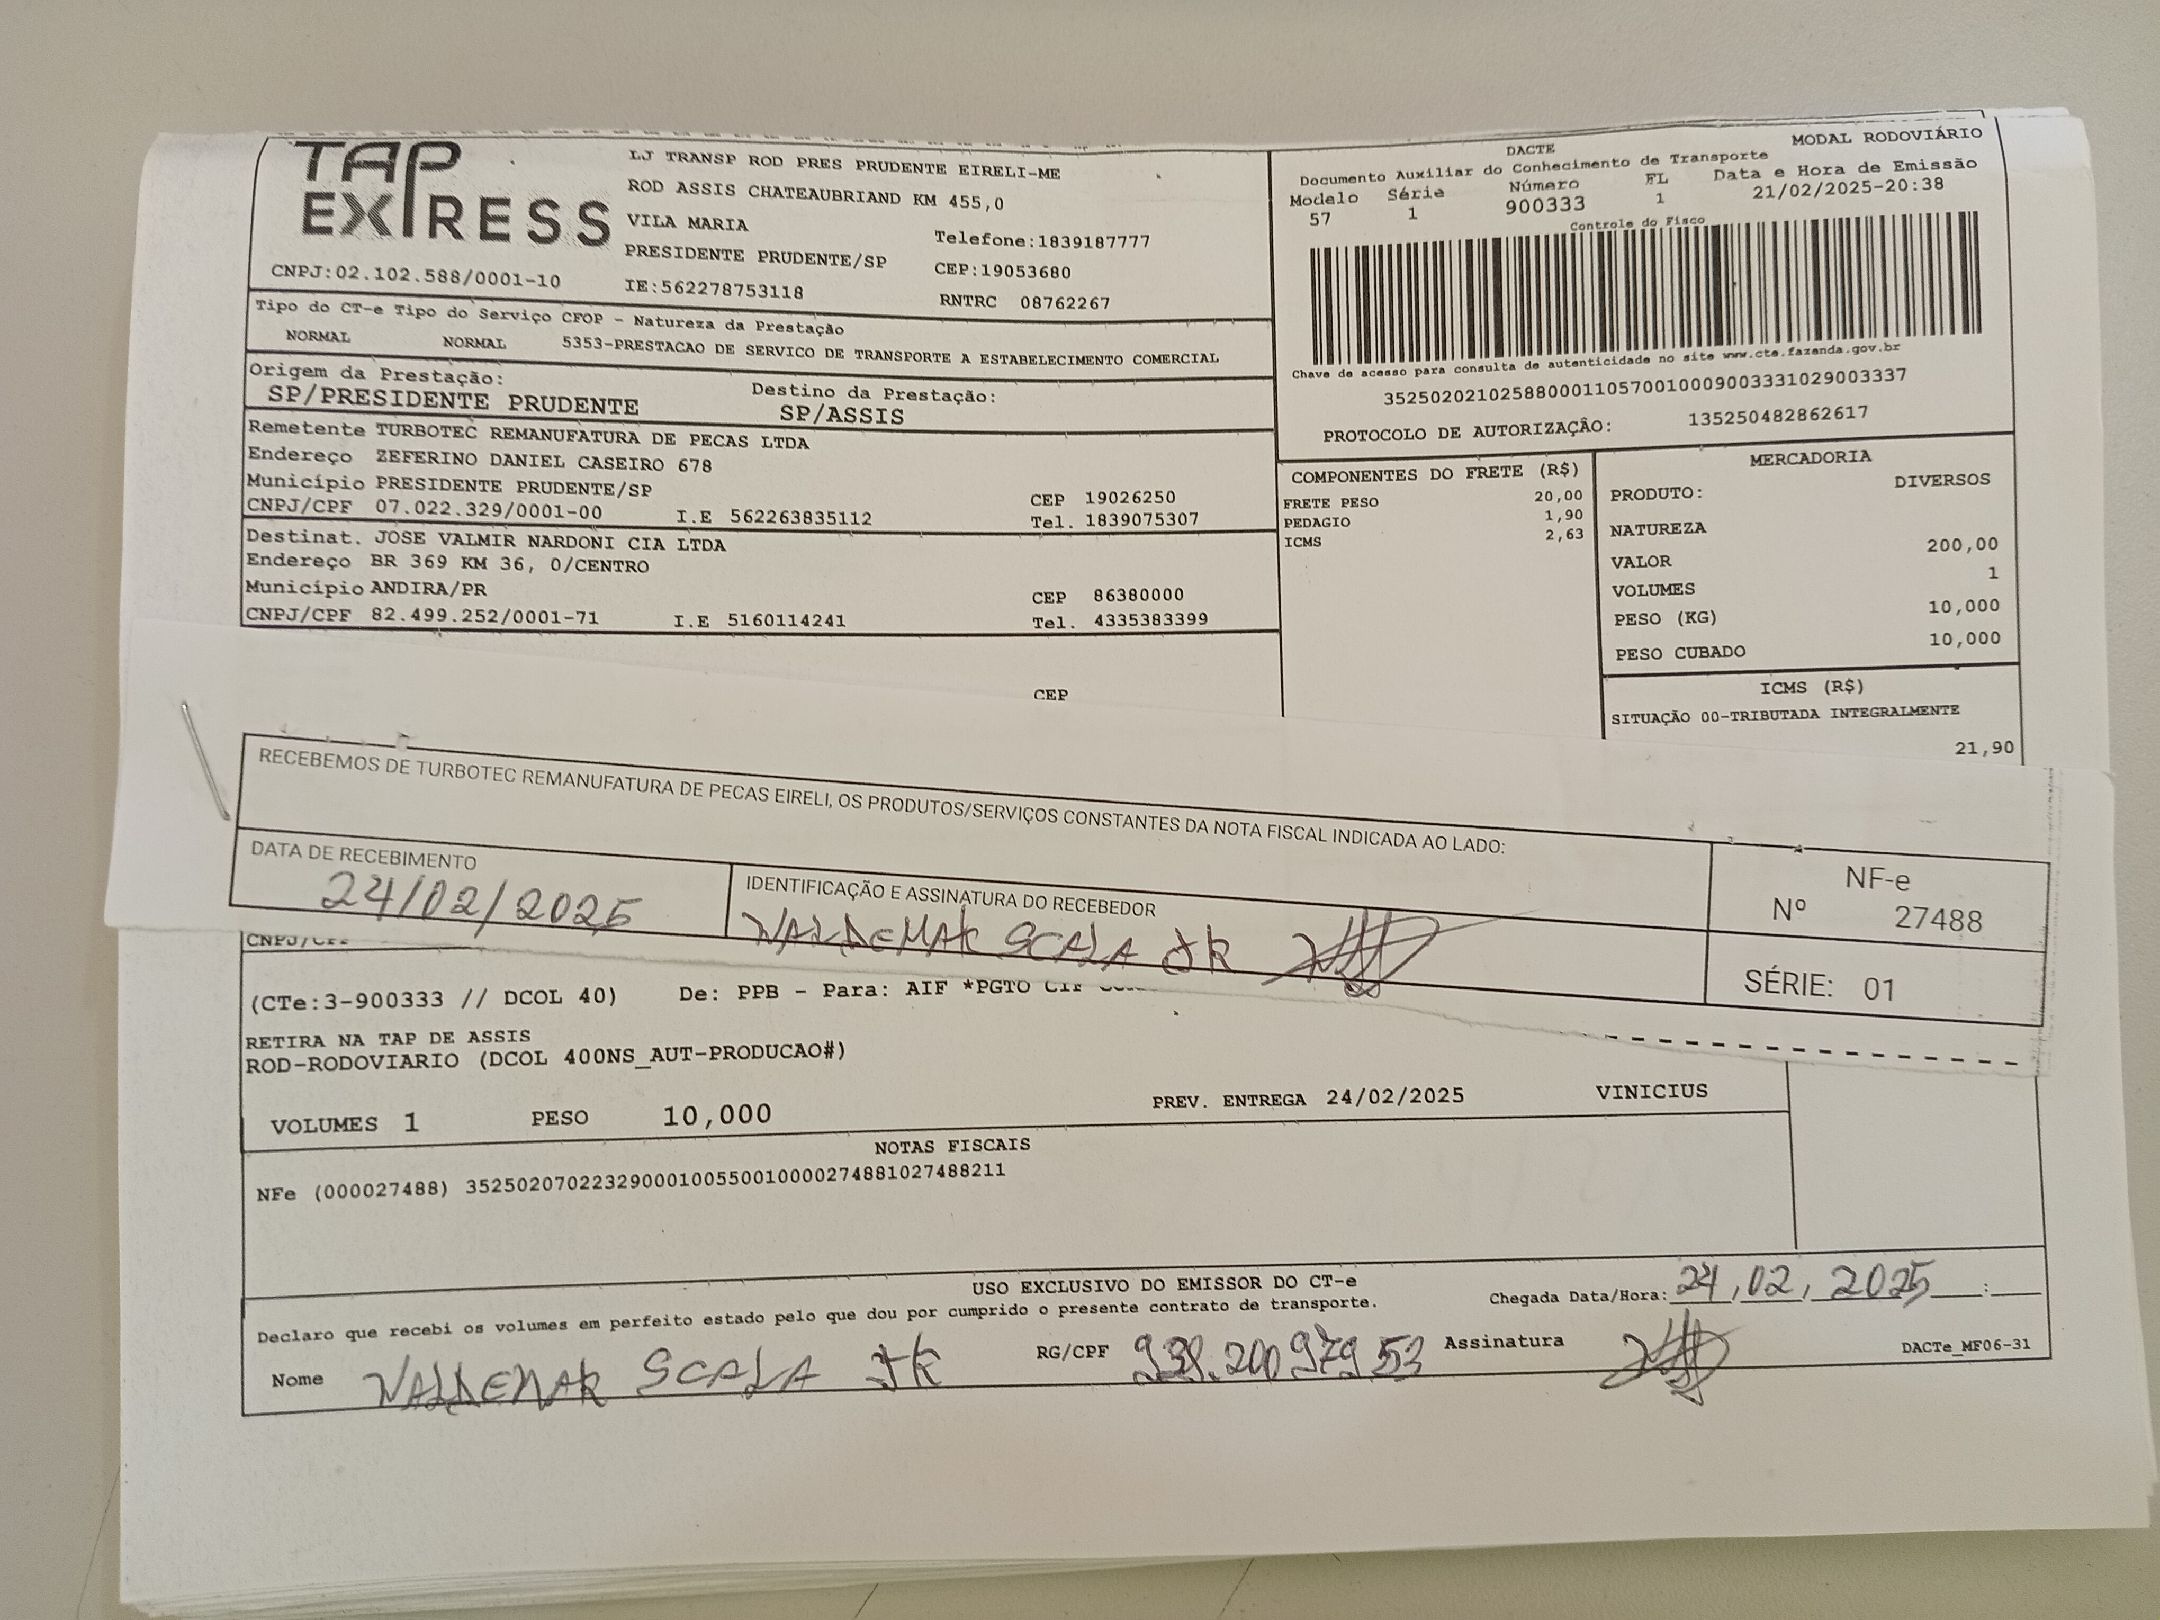 TAP EXPRESS
CNPJ:02.102.588/0001-10
LJ TRANSP ROD PRES PRUDENTE EIRELI-ME
ROD ASSIS CHATEAUBRIAND KM 455,0
VILA MARIA
Telefone:1839187777
PRESIDENTE PRUDENTE/SP
CEP:19053680
IE:562278753118
RNTRC 08762267
DACTE
MODAL RODOVIÁRIO
Documento Auxiliar do Conhecimento de Transporte
Modelo Série Número FL Data e Hora de Emissão
57 1 900333 1 21/02/2025-20:38
Controle do Fisco
Chave de acesso para consulta de autenticidade no site www.cte.fazenda.gov.br
35250202102588000110570010009003331029003337
PROTOCOLO DE AUTORIZAÇÃO: 135250482862617
Tipo do CT-e Tipo do Serviço CFOP - Natureza da Prestação
NORMAL NORMAL 5353-PRESTACAO DE SERVICO DE TRANSPORTE A ESTABELECIMENTO COMERCIAL
Origem da Prestação: Destino da Prestação:
SP/PRESIDENTE PRUDENTE SP/ASSIS
Remetente TURBOTEC REMANUFATURA DE PECAS LTDA
Endereço ZEFERINO DANIEL CASEIRO 678
Município PRESIDENTE PRUDENTE/SP CEP 19026250
CNPJ/CPF 07.022.329/0001-00 I.E 562263835112 Tel. 1839075307
Destinat. JOSE VALMIR NARDONI CIA LTDA
Endereço BR 369 KM 36, 0/CENTRO
Município ANDIRA/PR CEP 86380000
CNPJ/CPF 82.499.252/0001-71 I.E 5160114241 Tel. 4335383399
CEP
COMPONENTES DO FRETE (R$)
FRETE PESO 20,00
PEDAGIO 1,90
ICMS 2,63
MERCADORIA
PRODUTO: DIVERSOS
NATUREZA
VALOR 200,00
VOLUMES 1
PESO (KG) 10,000
PESO CUBADO 10,000
ICMS (R$)
SITUAÇÃO 00-TRIBUTADA INTEGRALMENTE
21,90
RECEBEMOS DE TURBOTEC REMANUFATURA DE PECAS EIRELI, OS PRODUTOS/SERVIÇOS CONSTANTES DA NOTA FISCAL INDICADA AO LADO:
DATA DE RECEBIMENTO
24/02/2025
IDENTIFICAÇÃO E ASSINATURA DO RECEBEDOR
WALDEMAR SCALA JR
NF-e
Nº 27488
SÉRIE: 01
CNPJ/CPF
(CTe:3-900333 // DCOL 40) De: PPB - Para: AIF *PGTO CIF
RETIRA NA TAP DE ASSIS
ROD-RODOVIARIO (DCOL 400NS_AUT-PRODUCAO#)
VOLUMES 1 PESO 10,000 PREV. ENTREGA 24/02/2025 VINICIUS
NOTAS FISCAIS
NFe (000027488) 35250207022329000100550010000274881027488211
USO EXCLUSIVO DO EMISSOR DO CT-e
Declaro que recebi os volumes em perfeito estado pelo que dou por cumprido o presente contrato de transporte.
Chegada Data/Hora: 24,02,2025 :
Nome WALDEMAR SCALA JR RG/CPF 939.200 979 53 Assinatura
DACTe_MF06-31